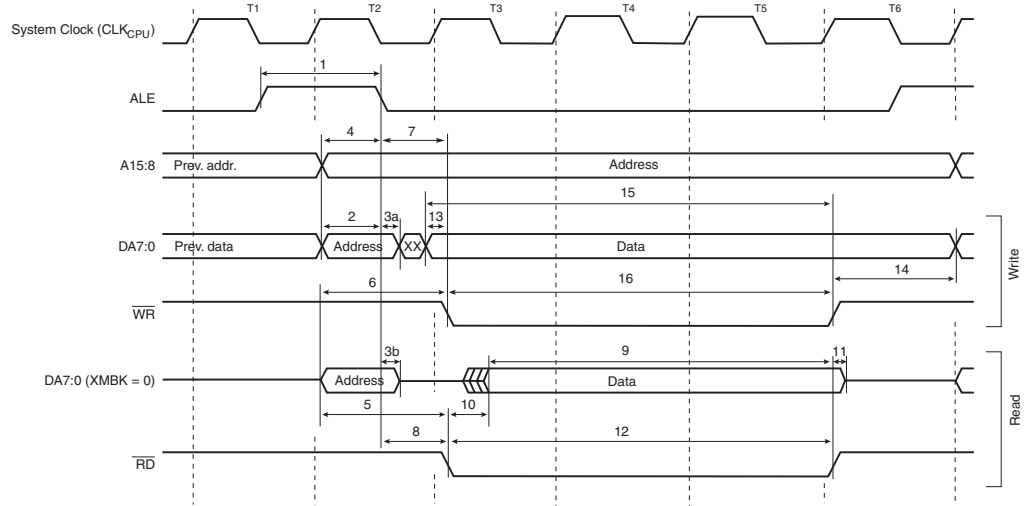 T1 T2 T3 T4 T5 T6
System Clock (CLKCPU)
1
ALE
4 7
A15:8 Prev. addr. Address
15
2 3a 13
DA7:0 Prev. data Address XX Data
14
6 16
WR
Write
3b 9 11
DA7:0 (XMBK = 0) Address Data
5 10
8 12
RD
Read